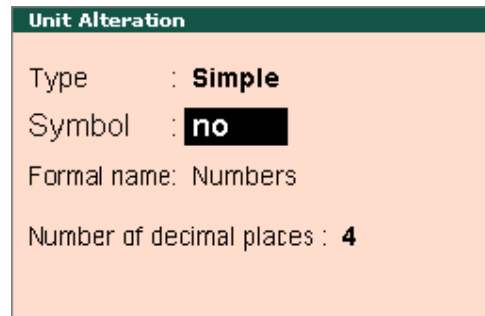 Unit Alteration
Type : Simple
Symbol : no
Formal name: Numbers
Number of decimal places : 4